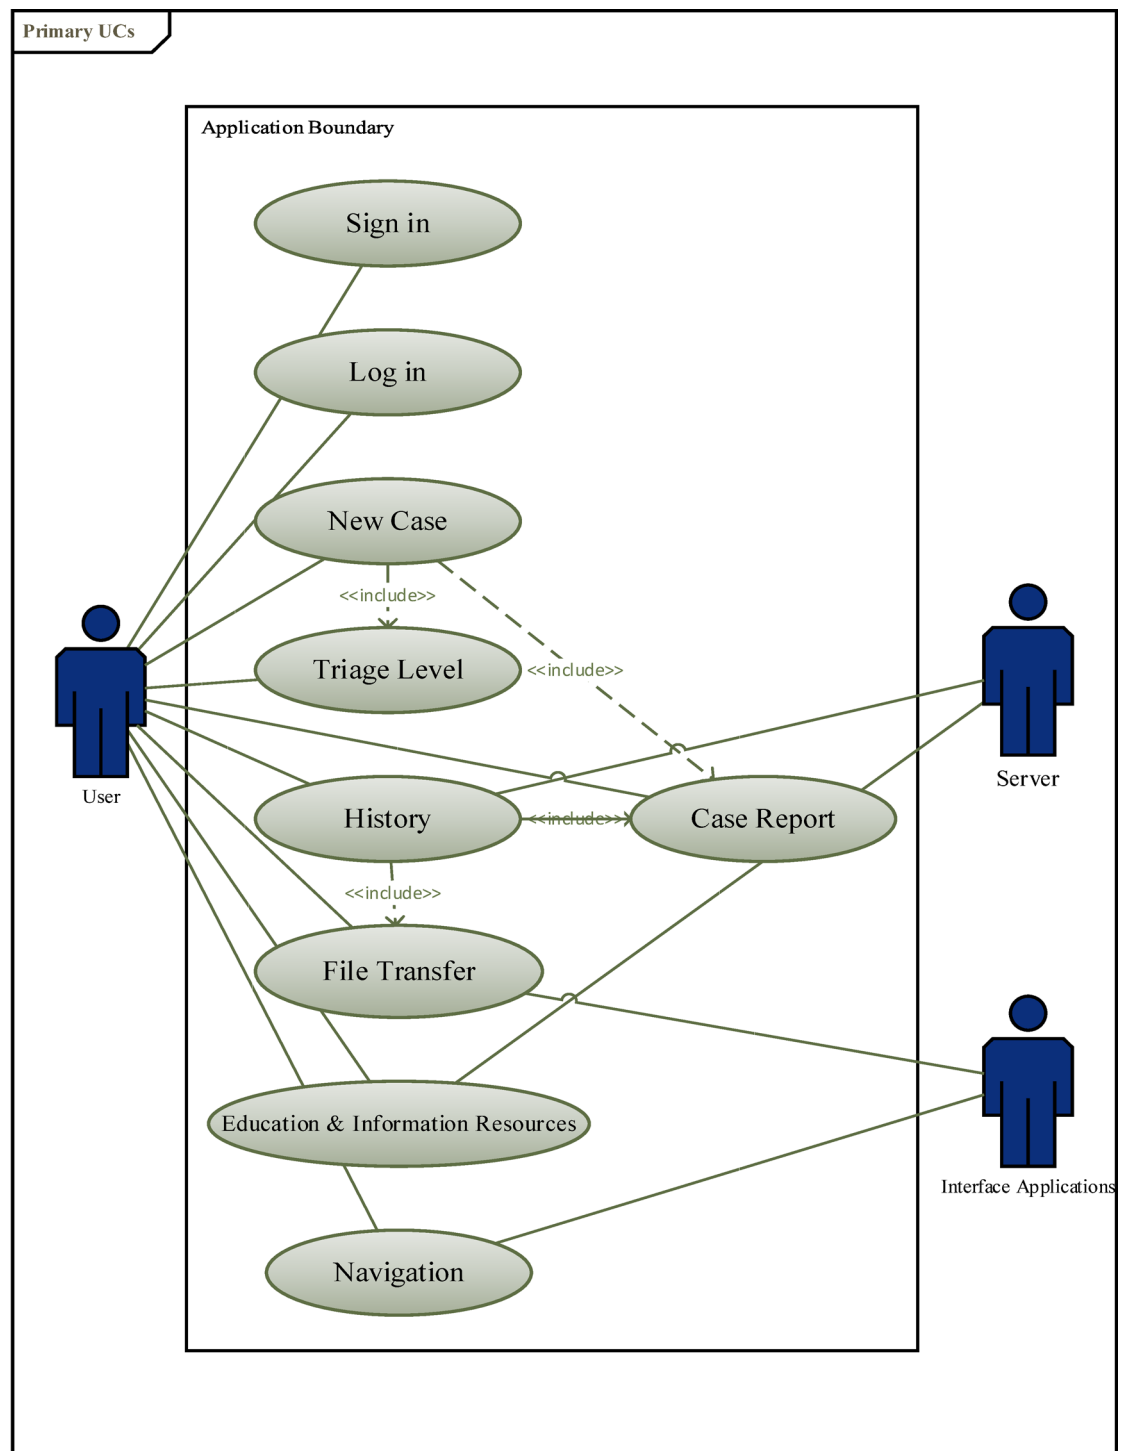 Primary UCs
Application Boundary
Sign in
Log in
New Case
<<include>>
Triage Level
<<include>>
User
Server
History
<<include>>
Case Report
<<include>>
File Transfer
Education & Information Resources
Interface Applications
Navigation